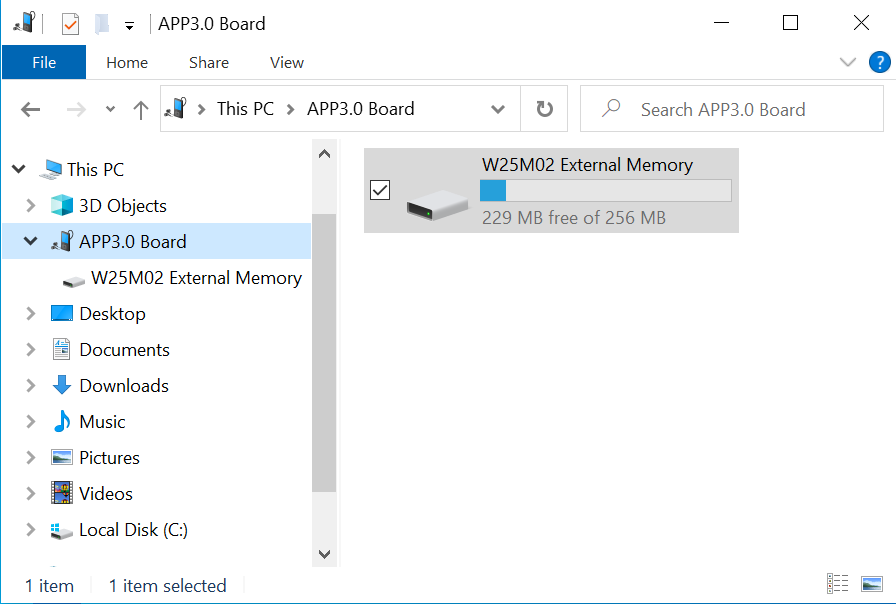 APP3.0 Board
File Home Share View ?
This PC APP3.0 Board Search APP3.0 Board
This PC
3D Objects
APP3.0 Board
W25M02 External Memory
Desktop
Documents
Downloads
Music
Pictures
Videos
Local Disk (C:)
W25M02 External Memory
229 MB free of 256 MB
1 item 1 item selected